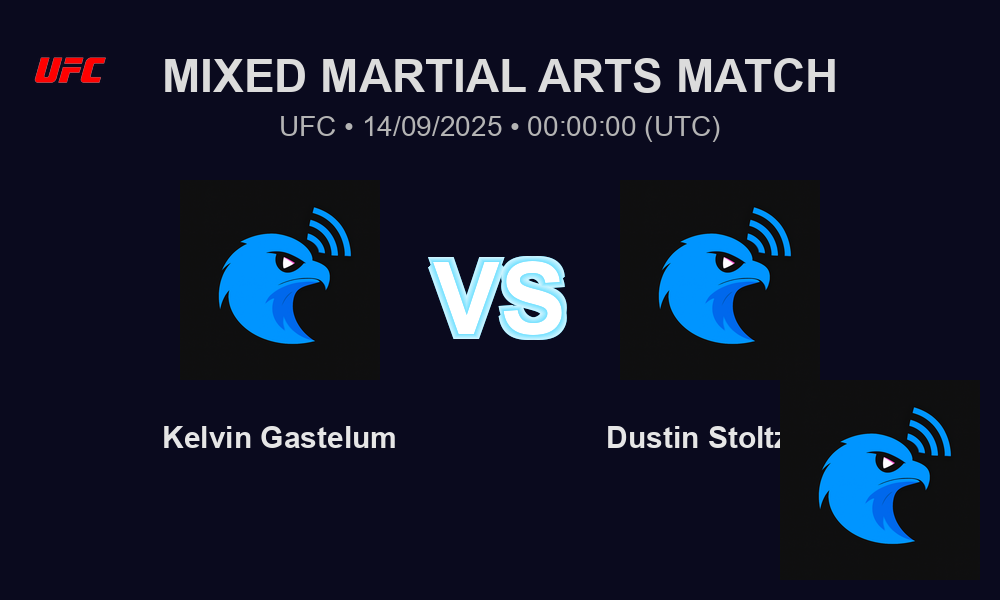 UFC
MIXED MARTIAL ARTS MATCH
UFC • 14/09/2025 • 00:00:00 (UTC)
VS
Kelvin Gastelum
Dustin Stoltz